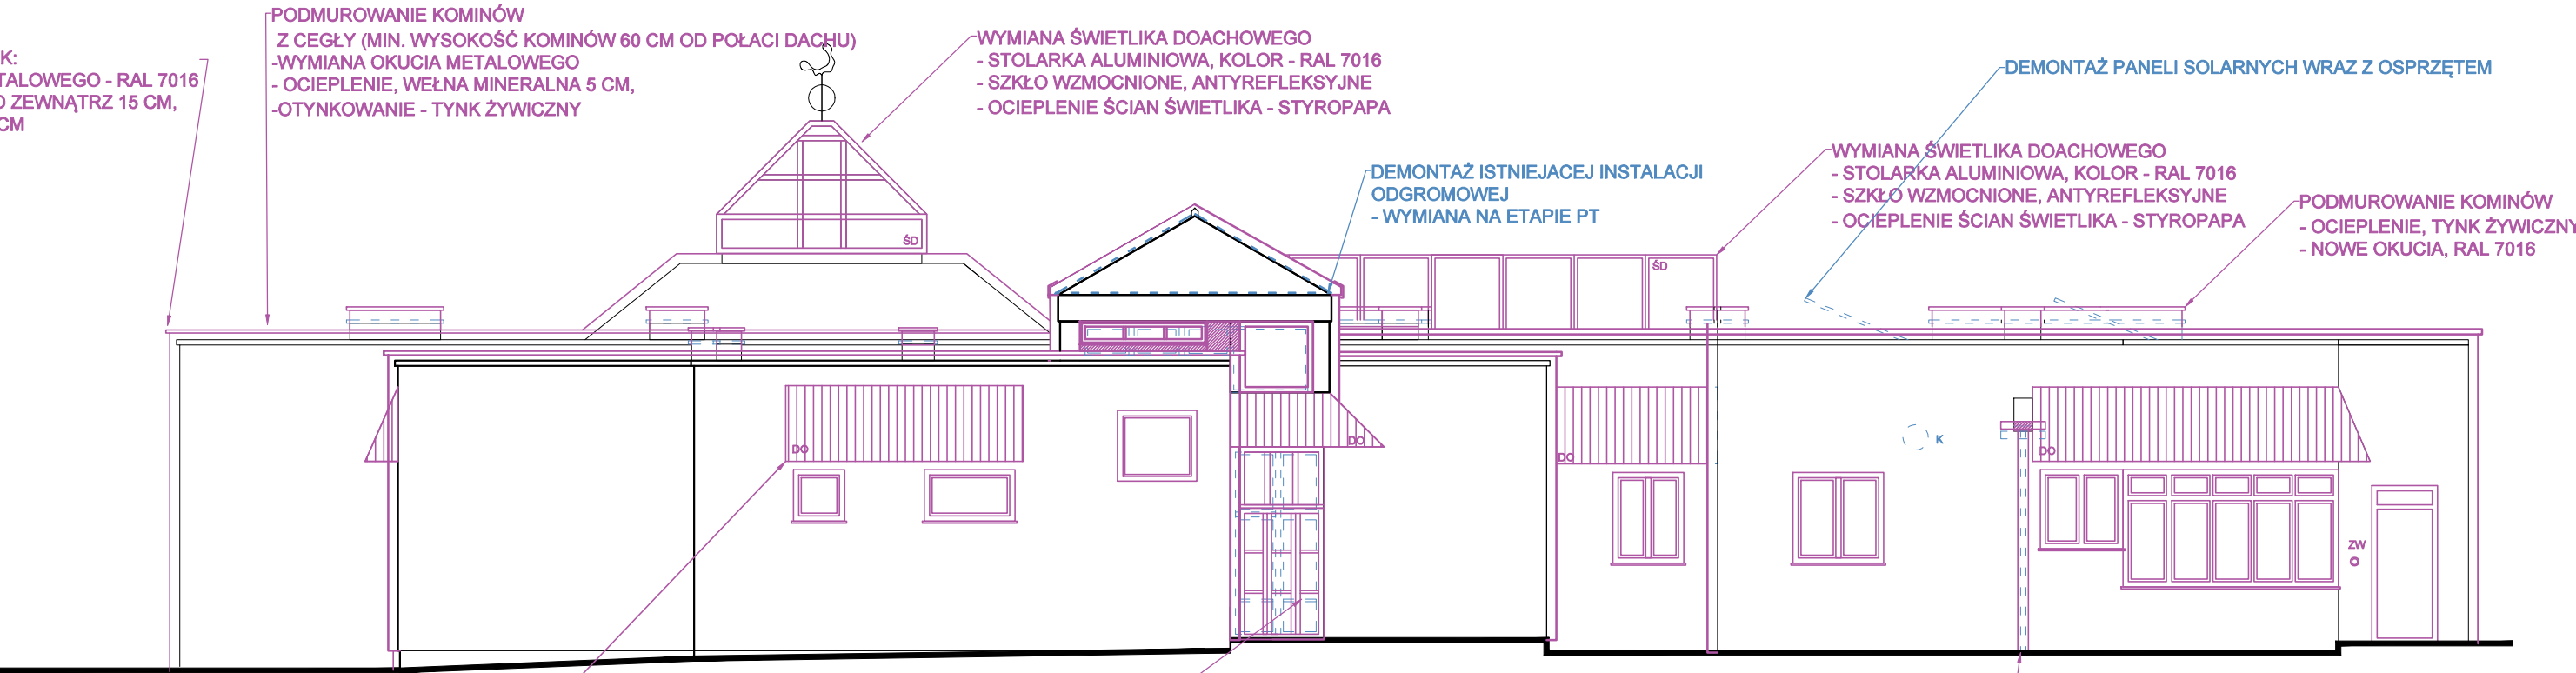 K:
TALOWEGO - RAL 7016
O ZEWNĄTRZ 15 CM,
CM
PODMUROWANIE KOMINÓW
Z CEGŁY (MIN. WYSOKOŚĆ KOMINÓW 60 CM OD POŁACI DACHU)
-WYMIANA OKUCIA METALOWEGO
- OCIEPLENIE, WEŁNA MINERALNA 5 CM,
-OTYNKOWANIE - TYNK ŻYWICZNY
WYMIANA ŚWIETLIKA DOACHOWEGO
- STOLARKA ALUMINIOWA, KOLOR - RAL 7016
- SZKŁO WZMOCNIONE, ANTYREFLEKSYJNE
- OCIEPLENIE ŚCIAN ŚWIETLIKA - STYROPAPA
DEMONTAŻ ISTNIEJACEJ INSTALACJI
ODGROMOWEJ
- WYMIANA NA ETAPIE PT
DEMONTAŻ PANELI SOLARNYCH WRAZ Z OSPRZĘTEM
WYMIANA ŚWIETLIKA DOACHOWEGO
- STOLARKA ALUMINIOWA, KOLOR - RAL 7016
- SZKŁO WZMOCNIONE, ANTYREFLEKSYJNE
- OCIEPLENIE ŚCIAN ŚWIETLIKA - STYROPAPA
PODMUROWANIE KOMINÓW
- OCIEPLENIE, TYNK ŻYWICZNY
- NOWE OKUCIA, RAL 7016
ŚD
ŚD
DO
DO
DO
K
DO
ZW